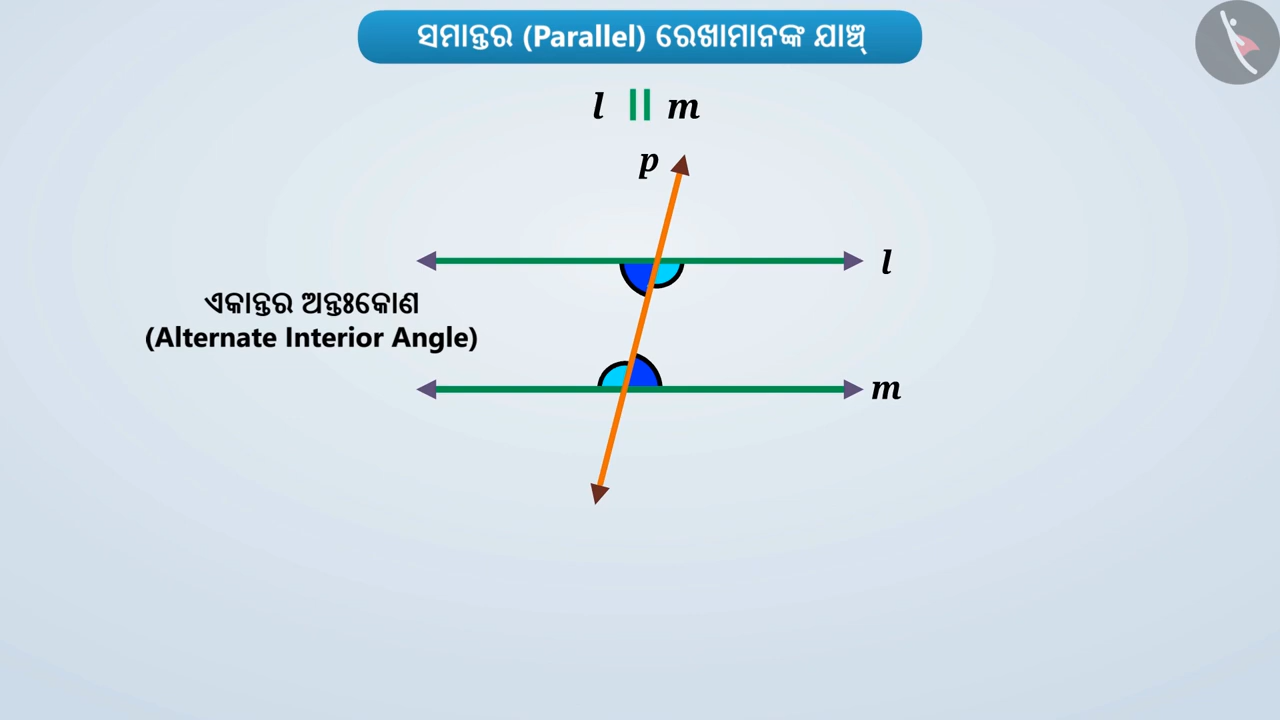 ସମାନ୍ତର (Parallel) ରେଖାମାନଙ୍କ ଯାଞ୍ଚ୍
l || m
p
l
ଏକାନ୍ତର ଅନ୍ତଃକୋଣ
(Alternate Interior Angle)
m